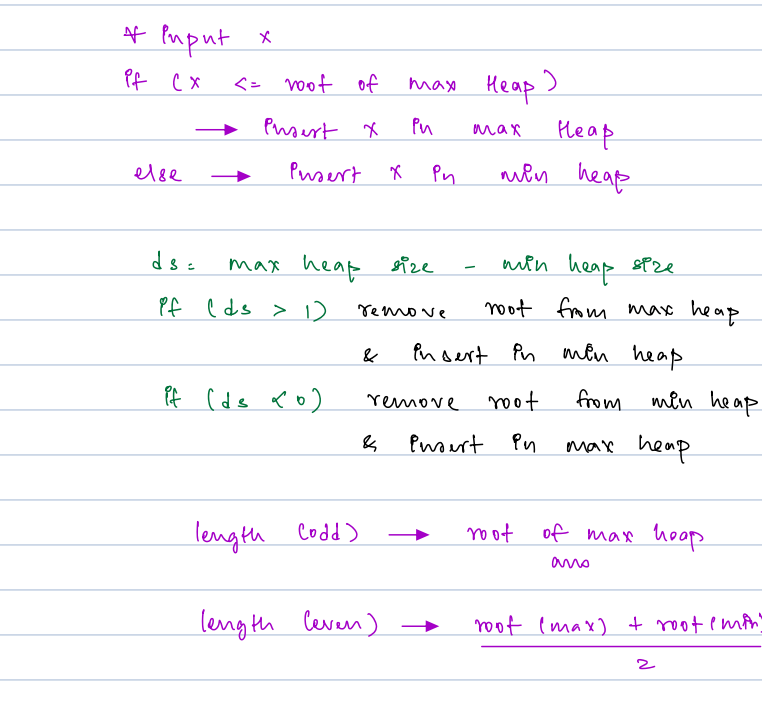 ∀ input x
if (x <= root of max Heap)
→ insert x in max Heap
else → insert x in min heap
ds = max heap size - min heap size
if (ds > 1) remove root from max heap
& insert in min heap
if (ds < 0) remove root from min heap
& insert in max heap
length (odd) → root of max heap
ans
length (even) → root (max) + root (min)
2